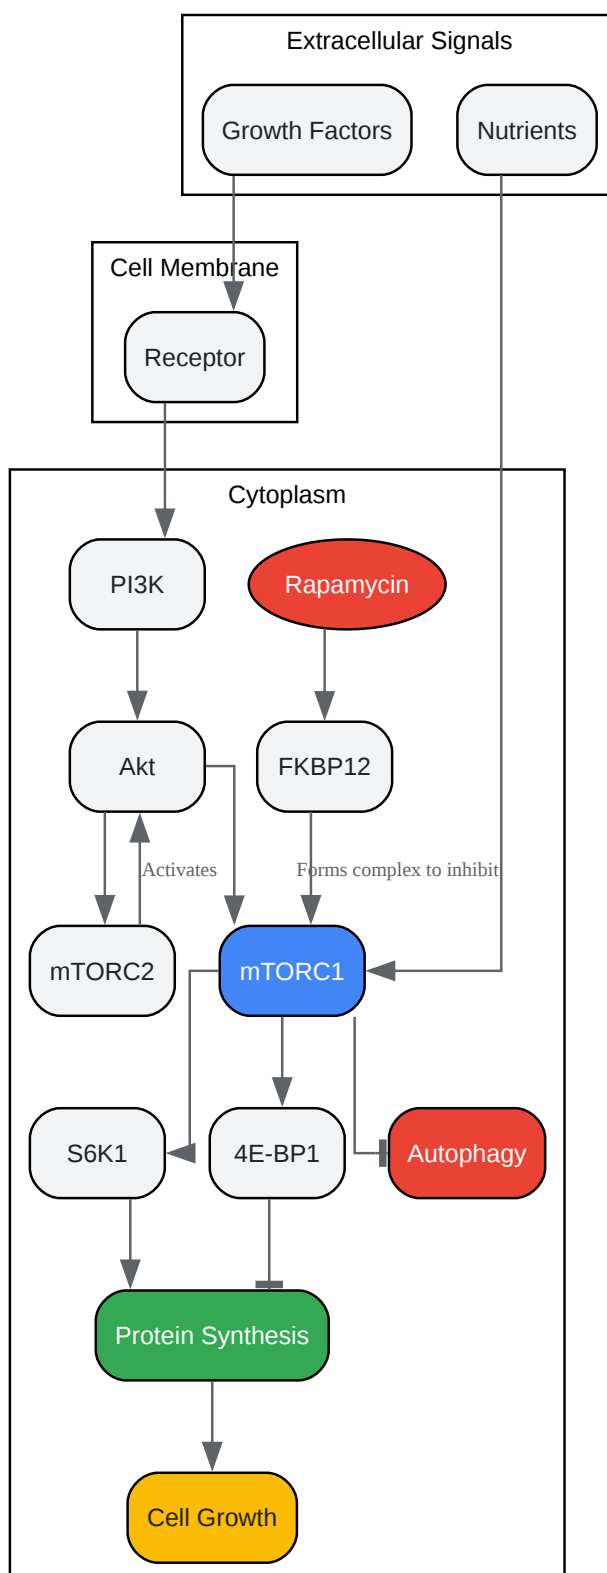 Extracellular Signals
Growth Factors
Nutrients
Cell Membrane
Receptor
Cytoplasm
PI3K
Rapamycin
Akt
FKBP12
Activates
Forms complex to inhibit
mTORC2
mTORC1
S6K1
4E-BP1
Autophagy
Protein Synthesis
Cell Growth